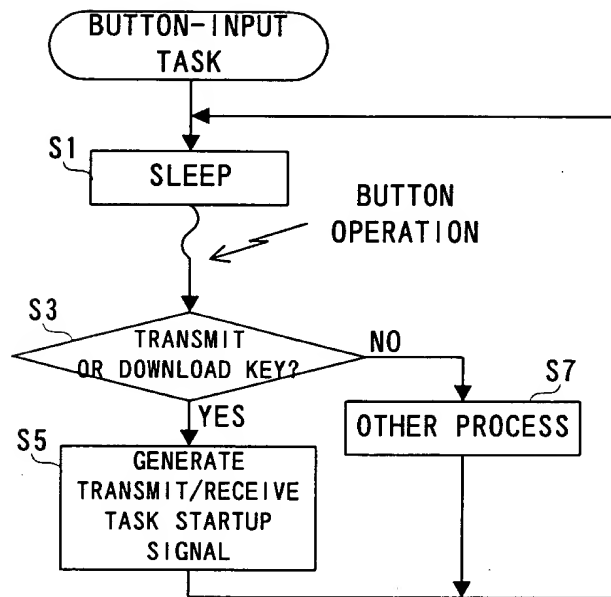 BUTTON-INPUT
TASK
S1
SLEEP
BUTTON
OPERATION
S3
TRANSMIT
OR DOWNLOAD KEY?
NO
YES
S7
OTHER PROCESS
S5
GENERATE
TRANSMIT/RECEIVE
TASK STARTUP
SIGNAL